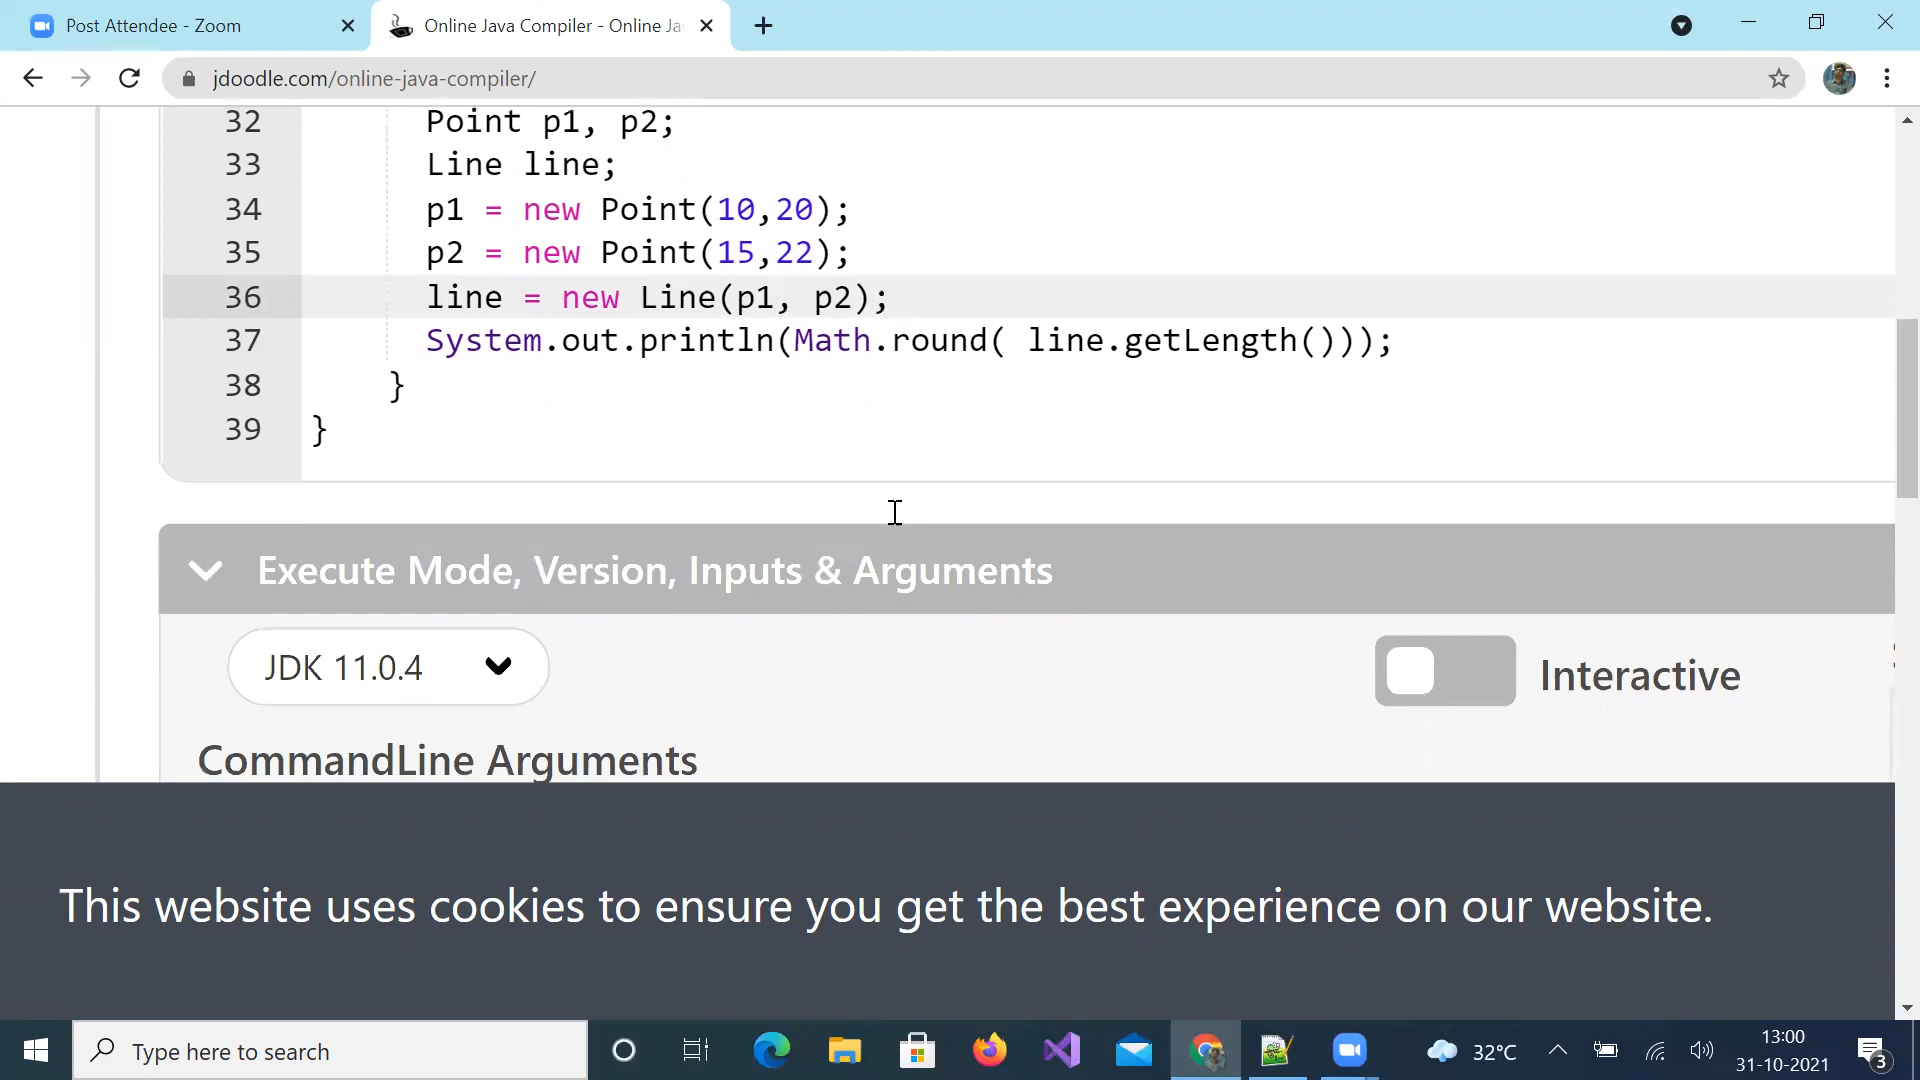 Post Attendee - Zoom
Online Java Compiler - Online Ja
jdoodle.com/online-java-compiler/
32 Point p1, p2;
33 Line line;
34 p1 = new Point(10,20);
35 p2 = new Point(15,22);
36 line = new Line(p1, p2);
37 System.out.println(Math.round( line.getLength()));
38 }
39 }
Execute Mode, Version, Inputs & Arguments
JDK 11.0.4
Interactive
CommandLine Arguments
This website uses cookies to ensure you get the best experience on our website.
Type here to search
32°C
13:00
31-10-2021
3